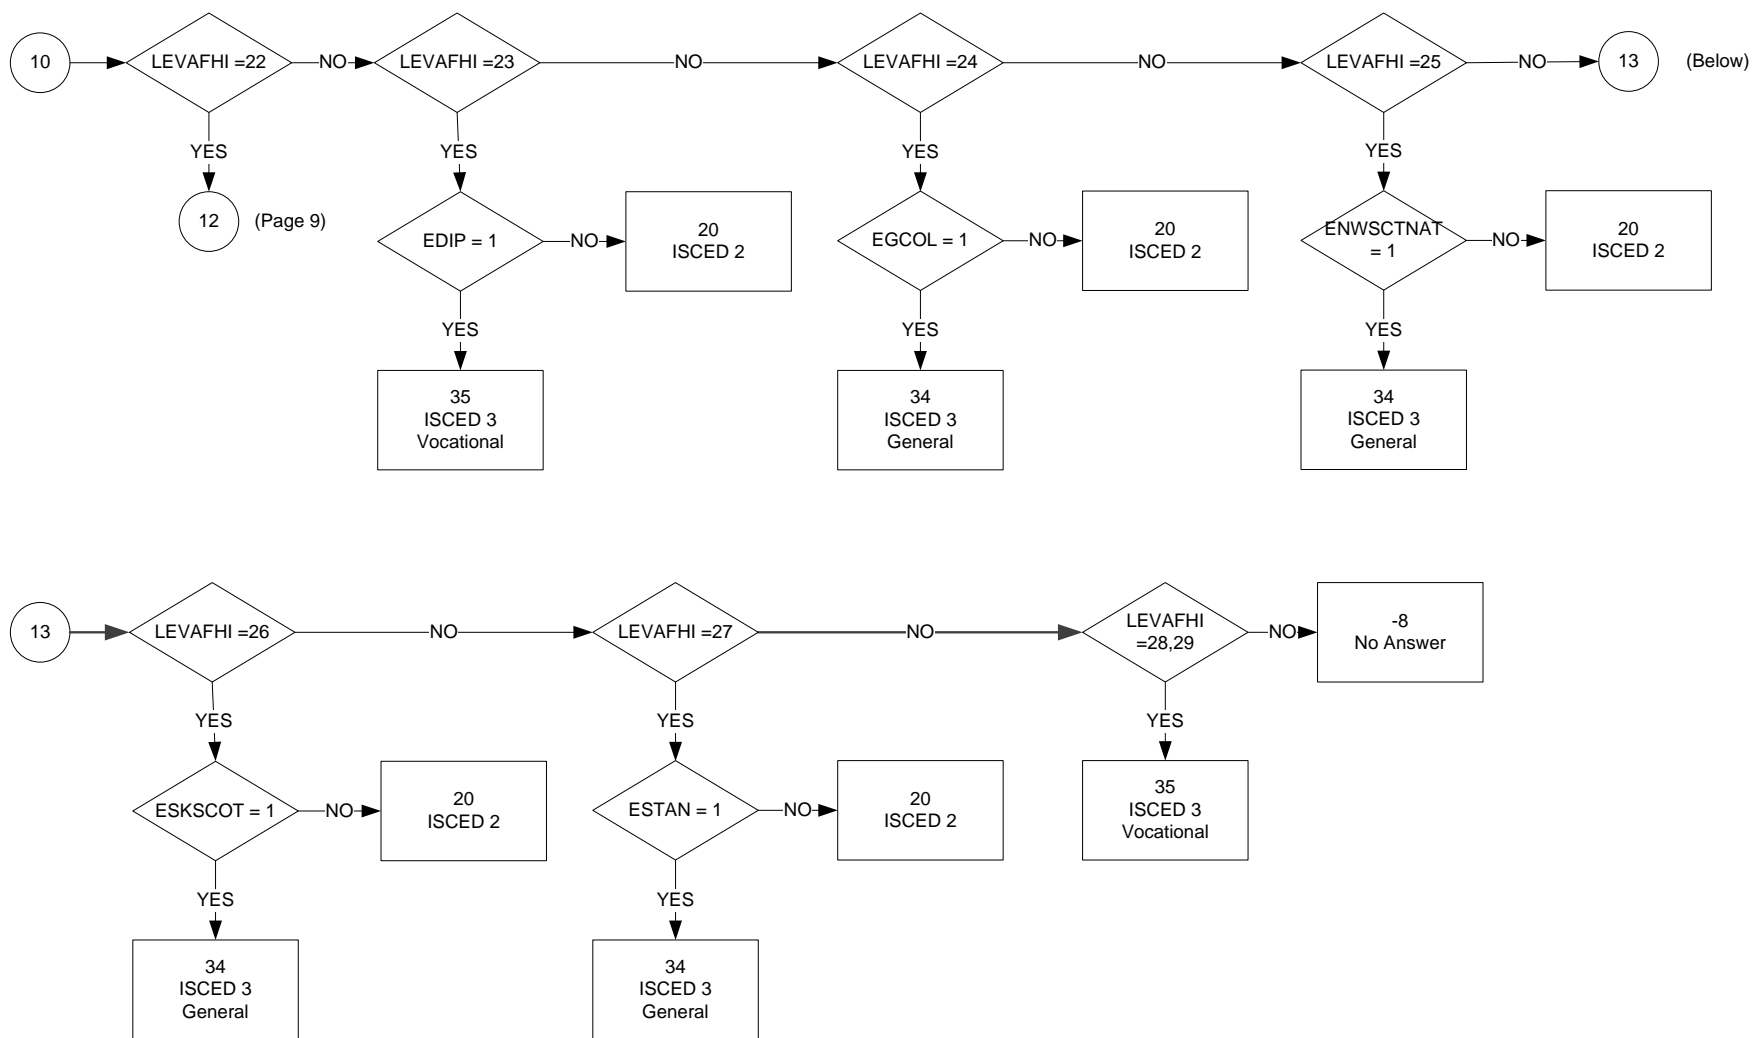 10
LEVAFHI =22
NO
LEVAFHI =23
NO
LEVAFHI =24
NO
LEVAFHI =25
NO
13
(Below)
YES
YES
YES
YES
12
(Page 9)
EDIP = 1
NO
20
ISCED 2
EGCOL = 1
NO
20
ISCED 2
ENWSCTNAT
= 1
NO
20
ISCED 2
YES
YES
YES
35
ISCED 3
Vocational
34
ISCED 3
General
34
ISCED 3
General
13
LEVAFHI =26
NO
LEVAFHI =27
NO
LEVAFHI
=28,29
NO
-8
No Answer
YES
YES
YES
ESKSCOT = 1
NO
20
ISCED 2
ESTAN = 1
NO
20
ISCED 2
35
ISCED 3
Vocational
YES
YES
34
ISCED 3
General
34
ISCED 3
General